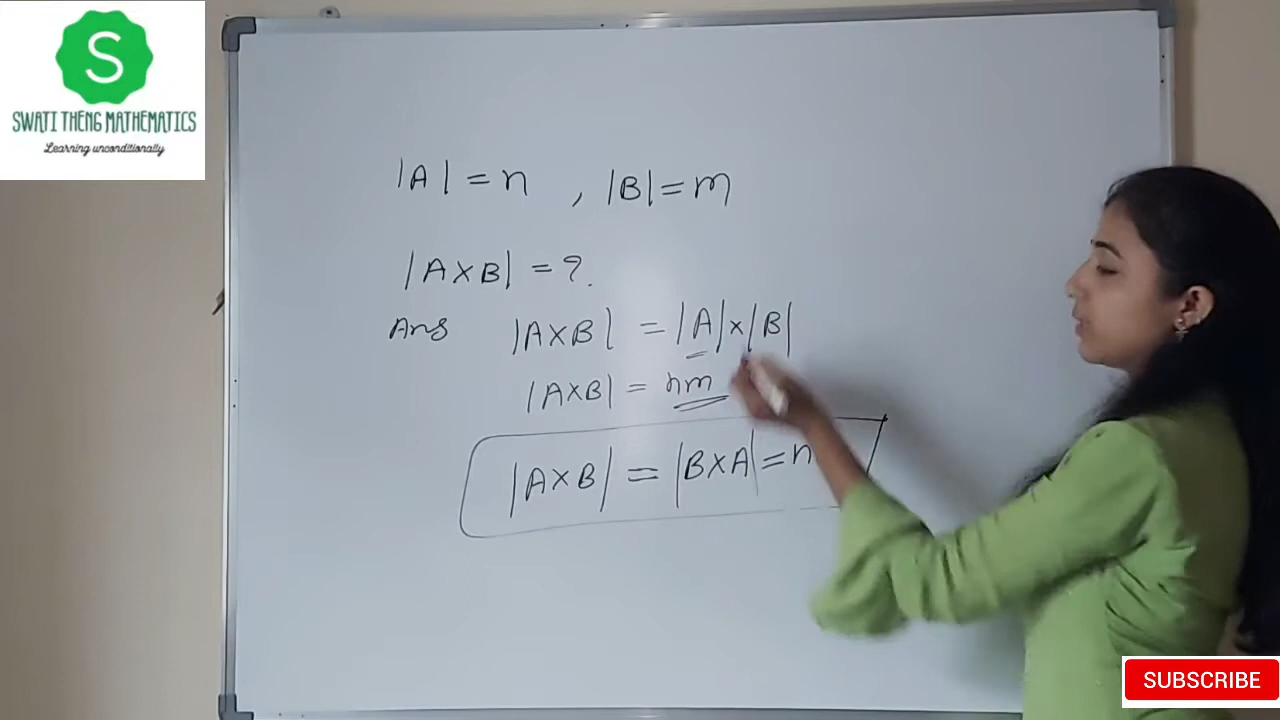 S
SWATI THENG MATHEMATICS
Learning unconditionally
|A| = n , |B| = m
|A×B| = ?.
Ans |A×B| = |A|×|B|
|A×B| = nm
|A×B| = |B×A| = n
SUBSCRIBE